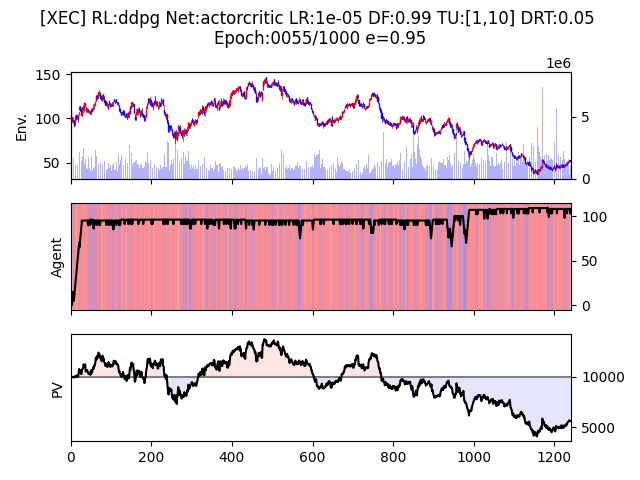 [XEC] RL:ddpg Net:actorcritic LR:1e-05 DF:0.99 TU:[1,10] DRT:0.05
Epoch:0055/1000 e=0.95
1e6
150
100
50
Env.
5
0
Agent
100
50
0
PV
10000
5000
0
200
400
600
800
1000
1200